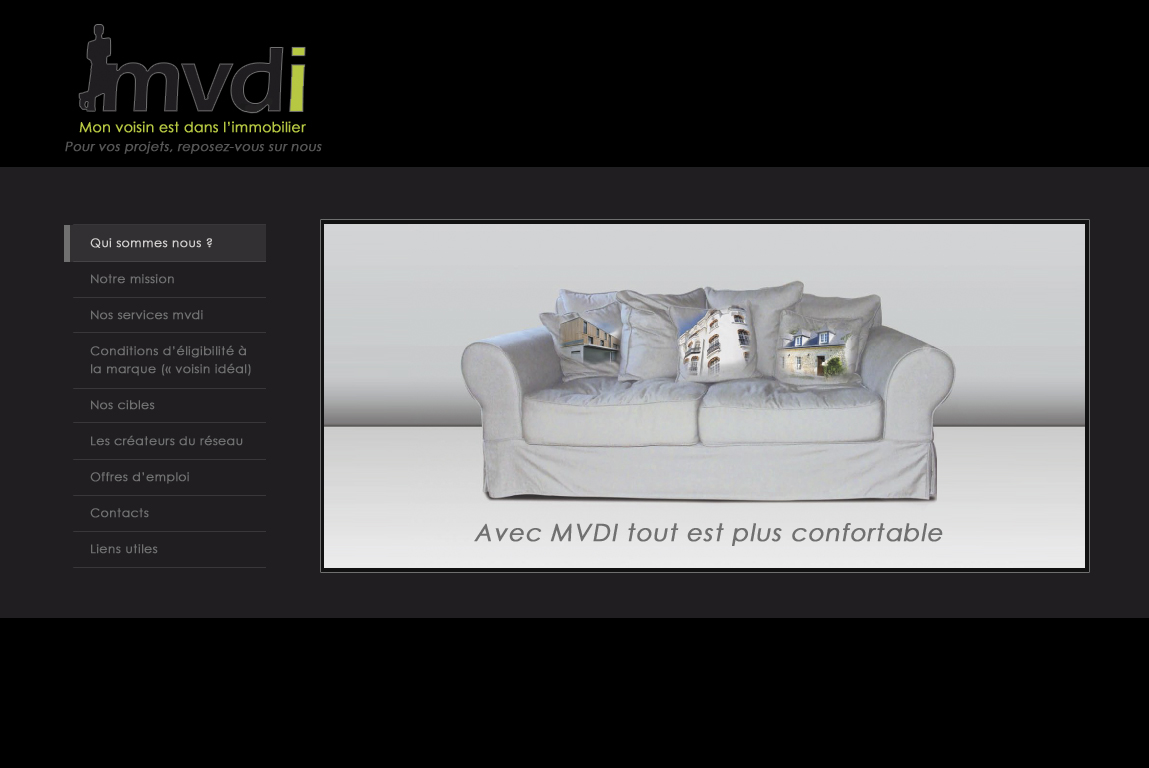 mvdi
Mon voisin est dans l'immobilier
Pour vos projets, reposez-vous sur nous
Qui sommes nous ?
Notre mission
Nos services mvdi
Conditions d'éligibilité à
la marque (« voisin idéal)
Nos cibles
Les créateurs du réseau
Offres d'emploi
Contacts
Liens utiles
Avec MVDI tout est plus confortable